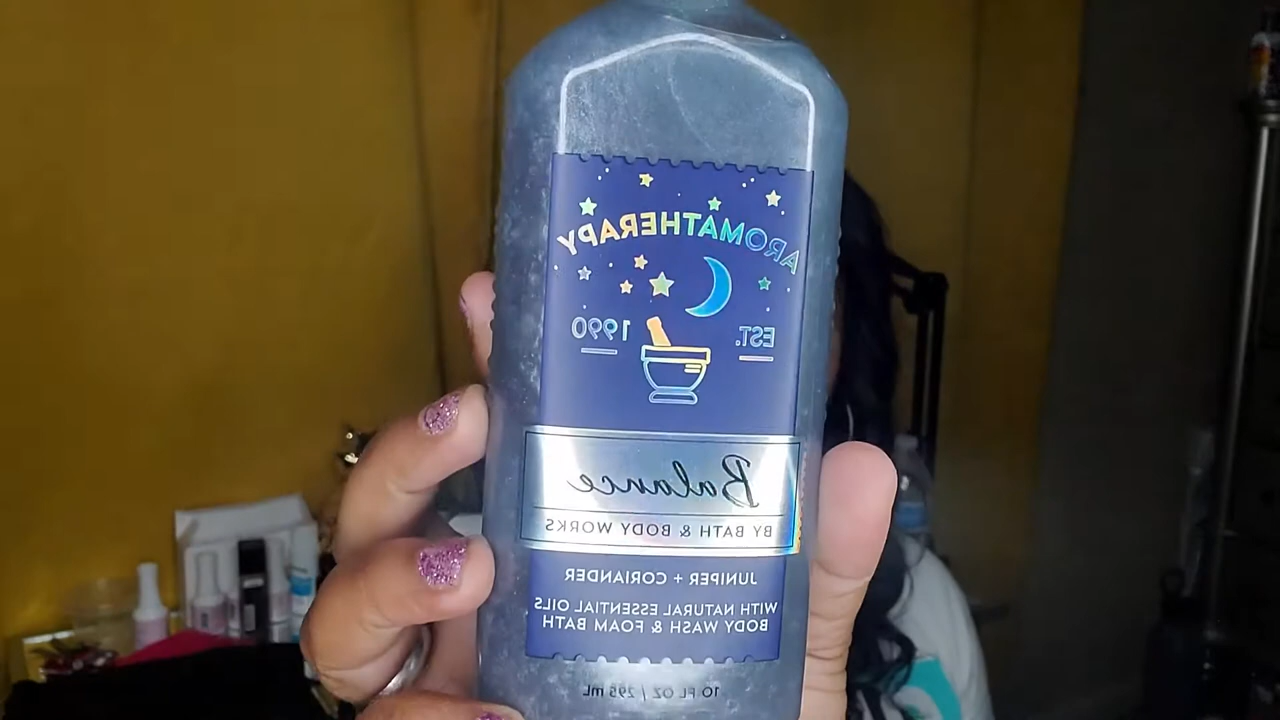 AROMATHERAPY
EST. 1990
Balance
BY BATH & BODY WORKS
JUNIPER + CORIANDER
WITH NATURAL ESSENTIAL OILS
BODY WASH & FOAM BATH
10 FL OZ / 295 mL